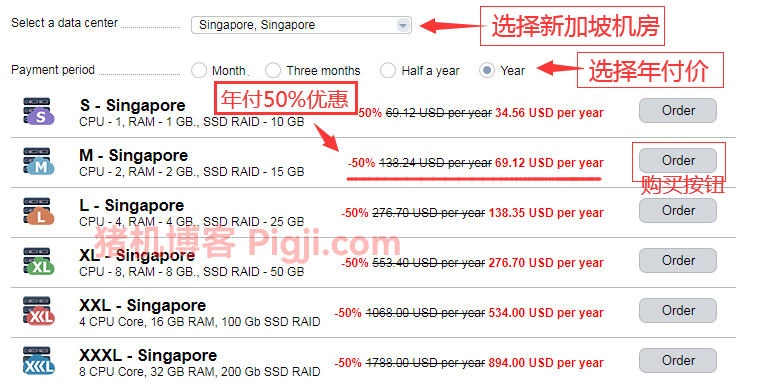 Select a data center
Singapore, Singapore
选择新加坡机房
Payment period
Month
Three months
Half a year
Year
选择年付价
年付50%优惠
S
S - Singapore
CPU - 1, RAM - 1 GB., SSD RAID - 10 GB
-50% 69.12 USD per year 34.56 USD per year
Order
M
M - Singapore
CPU - 2, RAM - 2 GB., SSD RAID - 15 GB
-50% 138.24 USD per year 69.12 USD per year
Order
购买按钮
L
L - Singapore
CPU - 4, RAM - 4 GB., SSD RAID - 25 GB
-50% 276.70 USD per year 138.35 USD per year
Order
猪机博客 Pigji.com
XL
XL - Singapore
CPU - 8, RAM - 8 GB., SSD RAID - 50 GB
-50% 553.40 USD per year 276.70 USD per year
Order
XXL
XXL - Singapore
4 CPU Core, 16 GB RAM, 100 Gb SSD RAID
-50% 1068.00 USD per year 534.00 USD per year
Order
XXXL
XXXL - Singapore
8 CPU Core, 32 GB RAM, 200 Gb SSD RAID
-50% 1788.00 USD per year 894.00 USD per year
Order